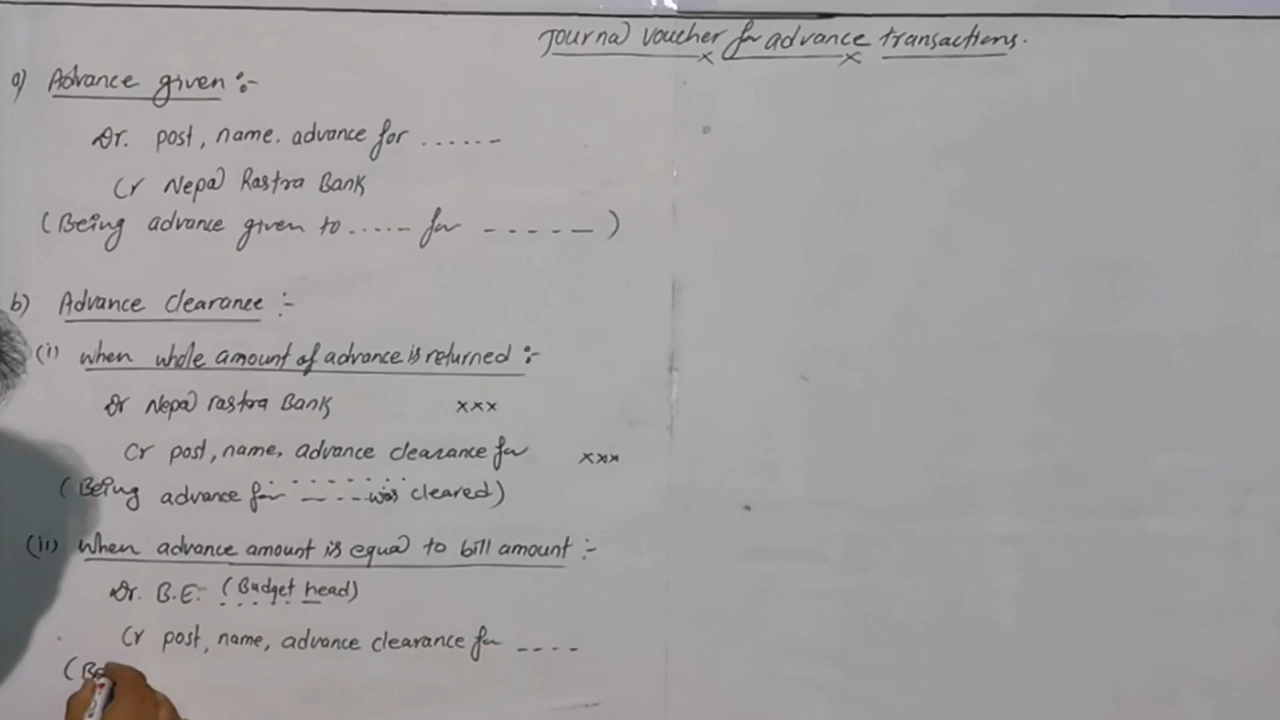 Journal voucher for advance transactions.
a) Advance given :-
Dr. post, name. advance for ......
Cr Nepal Rastra Bank
(Being advance given to ...... for ------)
b) Advance clearance :-
(i) when whole amount of advance is returned :-
Dr Nepal rastra Bank xxx
Cr post, name, advance clearance for xxx
(Being advance for ------ was cleared)
(ii) When advance amount is equal to bill amount :-
Dr. B.E. (Budget head)
Cr post, name, advance clearance for ----
(Be